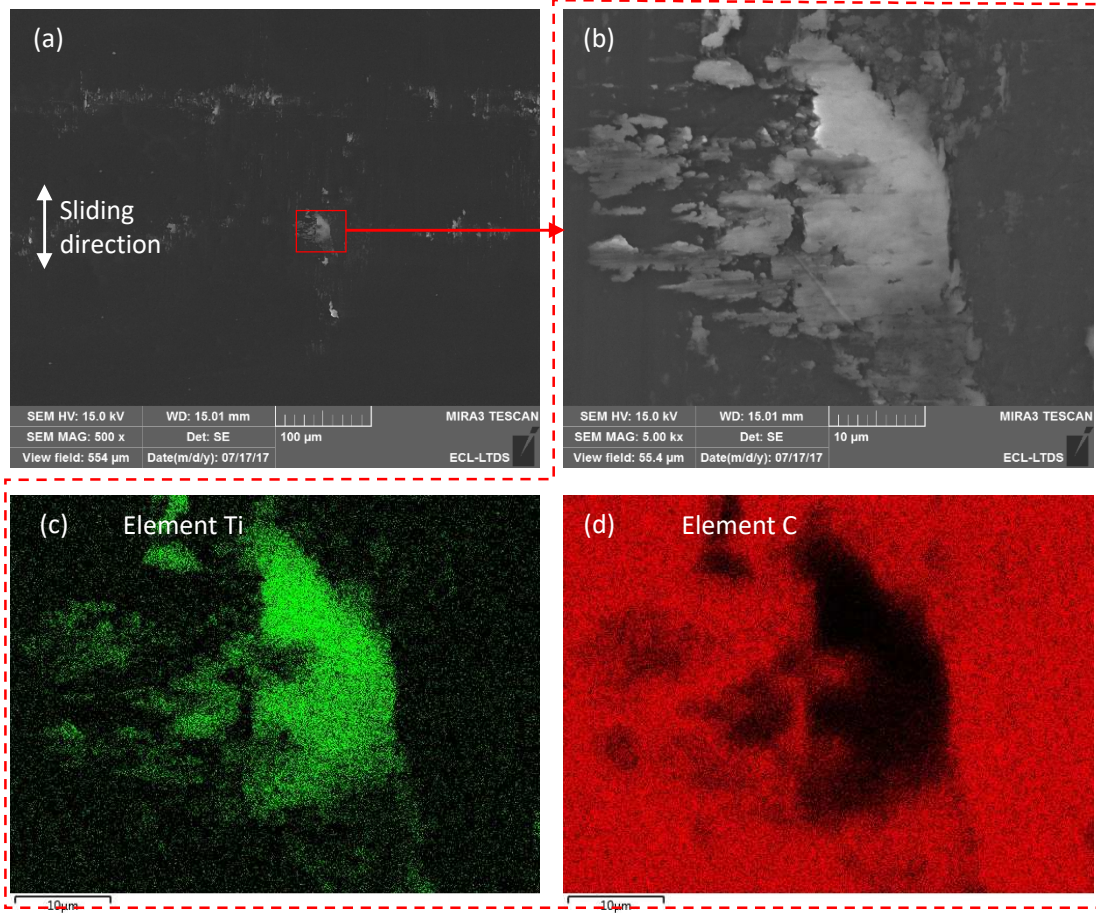 (a)
Sliding
direction
SEM HV: 15.0 kV
WD: 15.01 mm
MIRA3 TESCAN
SEM MAG: 500 x
Det: SE
100 µm
View field: 554 µm
Date(m/d/y): 07/17/17
ECL-LTDS
(b)
SEM HV: 15.0 kV
WD: 15.01 mm
MIRA3 TESCAN
SEM MAG: 5.00 kx
Det: SE
10 µm
View field: 55.4 µm
Date(m/d/y): 07/17/17
ECL-LTDS
(c) Element Ti
10µm
(d) Element C
10µm